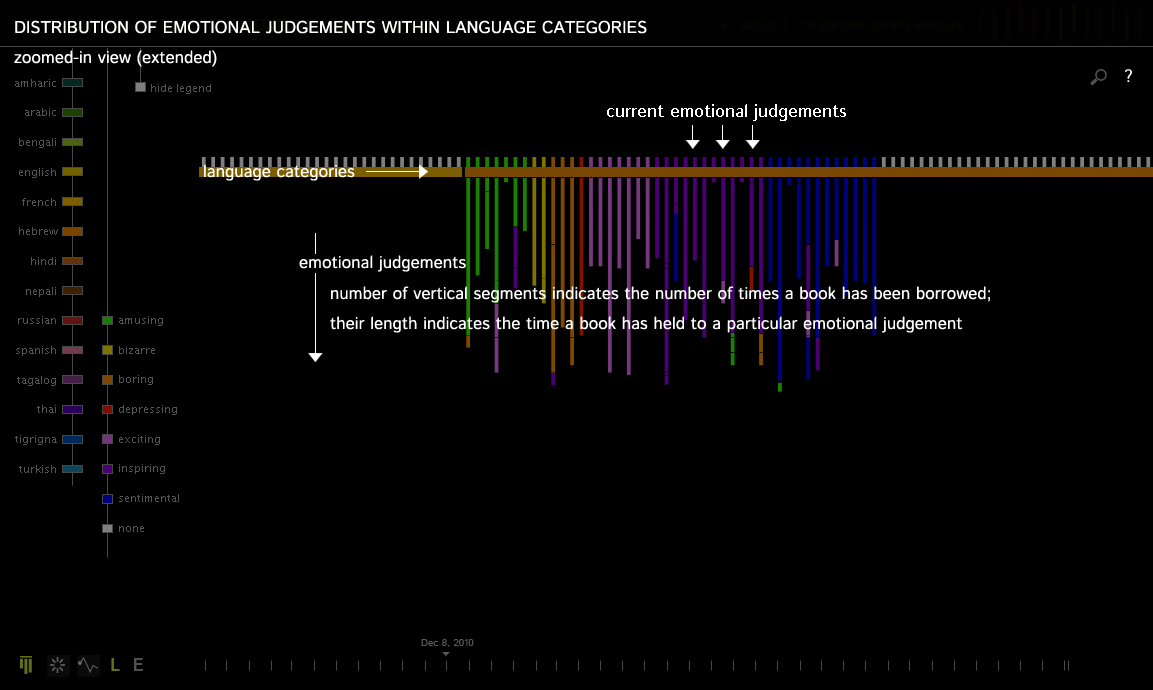 DISTRIBUTION OF EMOTIONAL JUDGEMENTS WITHIN LANGUAGE CATEGORIES
zoomed-in view (extended)
amharic
hide legend
?
arabic
current emotional judgements
bengali
english
language categories
french
hebrew
hindi
emotional judgements
nepali
number of vertical segments indicates the number of times a book has been borrowed;
russian
amusing
their length indicates the time a book has held to a particular emotional judgement
spanish
bizarre
tagalog
boring
thai
depressing
tigrigna
exciting
turkish
inspiring
sentimental
none
Dec 8, 2010
L E